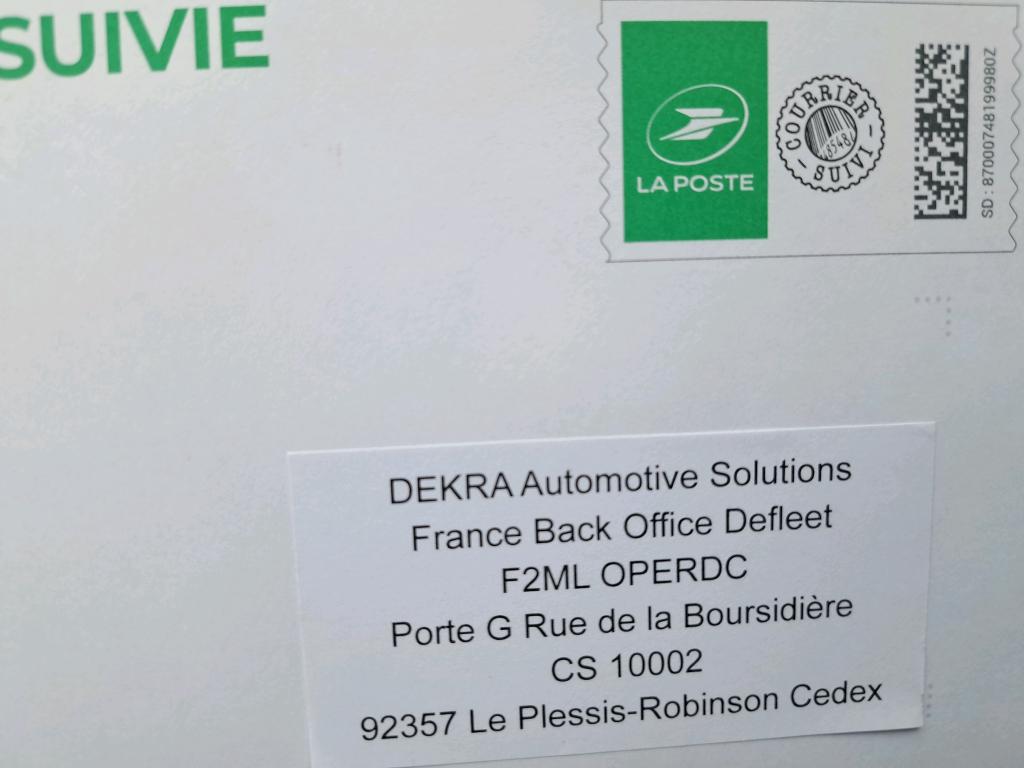 SUIVIE
LA POSTE
COURRIER
SUIVI
SD : 87000748199980Z
DEKRA Automotive Solutions
France Back Office Defleet
F2ML OPERDC
Porte G Rue de la Boursidière
CS 10002
92357 Le Plessis-Robinson Cedex